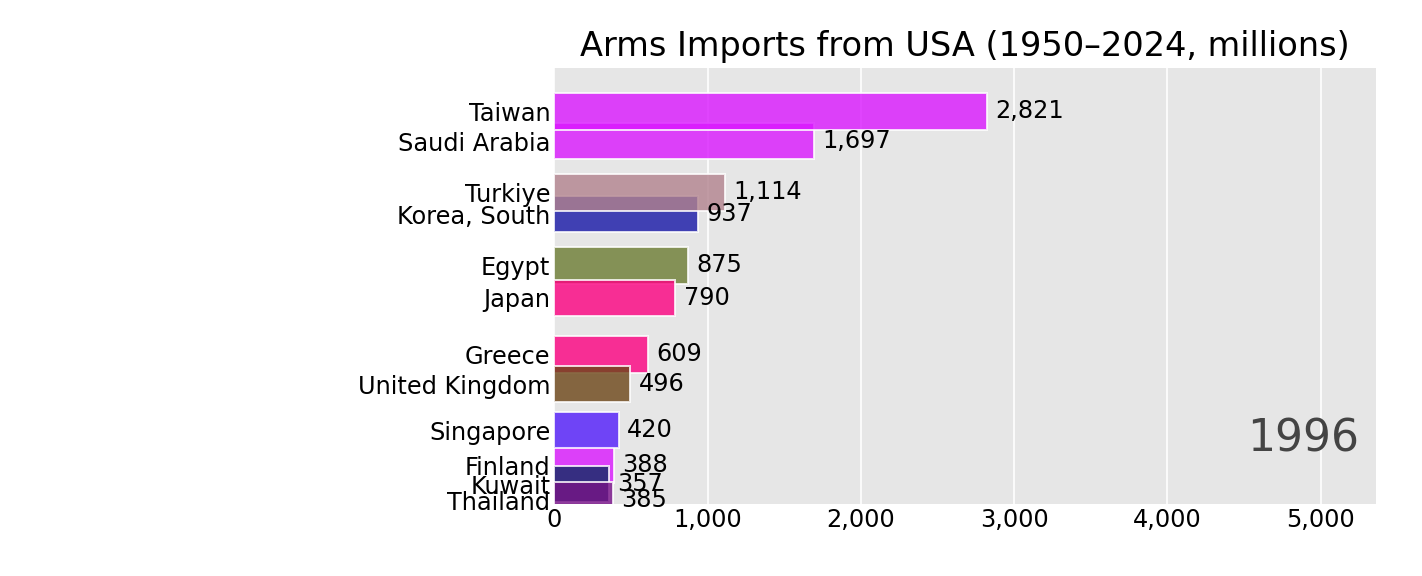 Arms Imports from USA (1950–2024, millions)
Taiwan 2,821
Saudi Arabia 1,697
Turkiye 1,114
Korea, South 937
Egypt 875
Japan 790
Greece 609
United Kingdom 496
Singapore 420
1996
Finland 388
Kuwait 357
Thailand 385
0 1,000 2,000 3,000 4,000 5,000